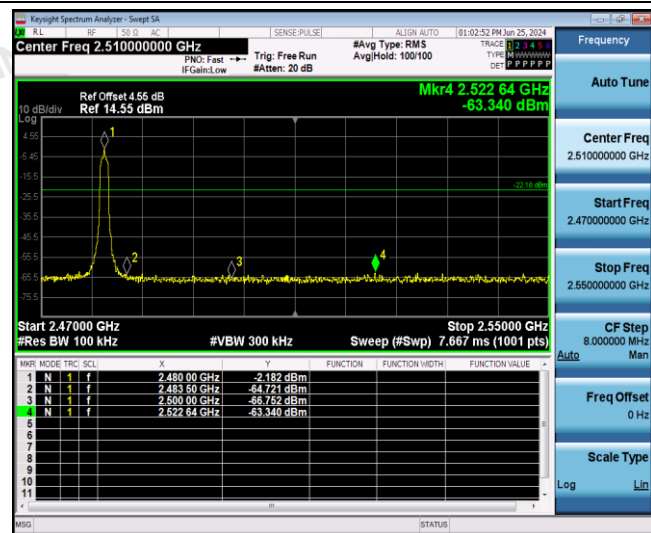 Keysight Spectrum Analyzer - Swept SA
RL RF 50 Ω AC SENSE:PULSE ALIGN AUTO 01:02:52 PM Jun 25, 2024
Center Freq 2.510000000 GHz
PNO: Fast Trig: Free Run
IFGain:Low #Atten: 20 dB
#Avg Type: RMS
Avg|Hold: 100/100
TRACE 1 2 3 4 5 6
TYPE M W W W W W
DET P P P P P P
Mkr4 2.522 64 GHz
-63.340 dBm
Ref Offset 4.55 dB
10 dB/div Ref 14.55 dBm
Log
4.55
-5.45
-15.5
-25.5
-35.5
-45.5
-55.5
-65.5
-75.5
1
2
3
4
-22.18 dBm
Start 2.47000 GHz Stop 2.55000 GHz
#Res BW 100 kHz #VBW 300 kHz Sweep (#Swp) 7.667 ms (1001 pts)
MKR MODE TRC SCL X Y FUNCTION FUNCTION WIDTH FUNCTION VALUE
1 N 1 f 2.480 00 GHz -2.182 dBm
2 N 1 f 2.483 50 GHz -64.721 dBm
3 N 1 f 2.500 00 GHz -66.752 dBm
4 N 1 f 2.522 64 GHz -63.340 dBm
5
6
7
8
9
10
11
MSG STATUS
Frequency
Auto Tune
Center Freq
2.510000000 GHz
Start Freq
2.470000000 GHz
Stop Freq
2.550000000 GHz
CF Step
8.000000 MHz
Auto Man
Freq Offset
0 Hz
Scale Type
Log Lin